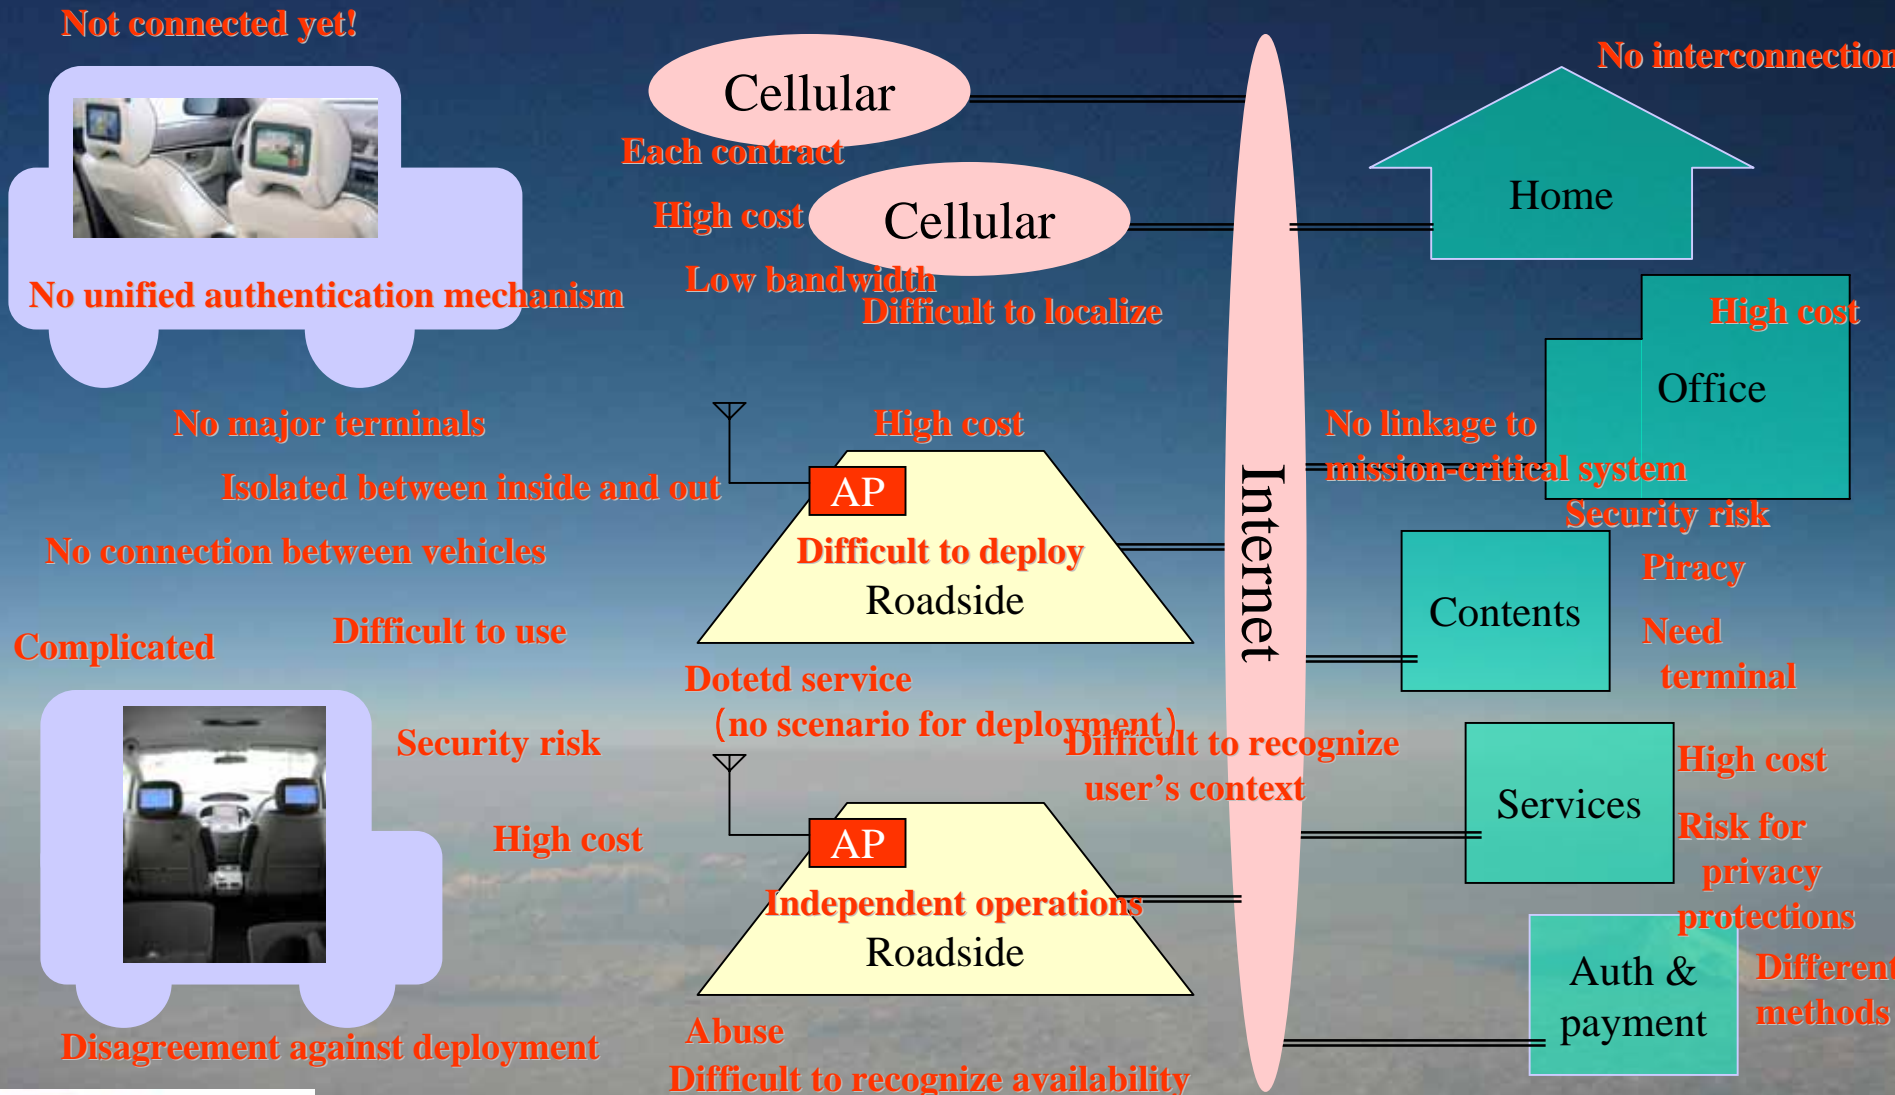 Not connected yet!
No unified authentication mechanism
No major terminals
Isolated between inside and out
No connection between vehicles
Complicated
Difficult to use
Security risk
High cost
Disagreement against deployment
Cellular
Each contract
High cost
Cellular
Low bandwidth
Difficult to localize
High cost
AP
Difficult to deploy
Roadside
Dotetd service
(no scenario for deployment)
Difficult to recognize
user's context
AP
Independent operations
Roadside
Abuse
Difficult to recognize availability
Internet
No interconnection
Home
High cost
Office
No linkage to
mission-critical system
Security risk
Contents
Piracy
Need
terminal
Services
High cost
Risk for
privacy
protections
Auth &
payment
Different
methods